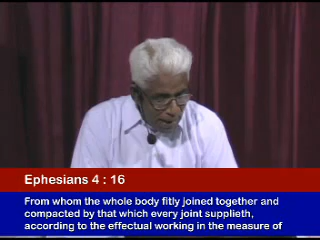 Ephesians 4 : 16
From whom the whole body fitly joined together and
compacted by that which every joint supplieth,
according to the effectual working in the measure of